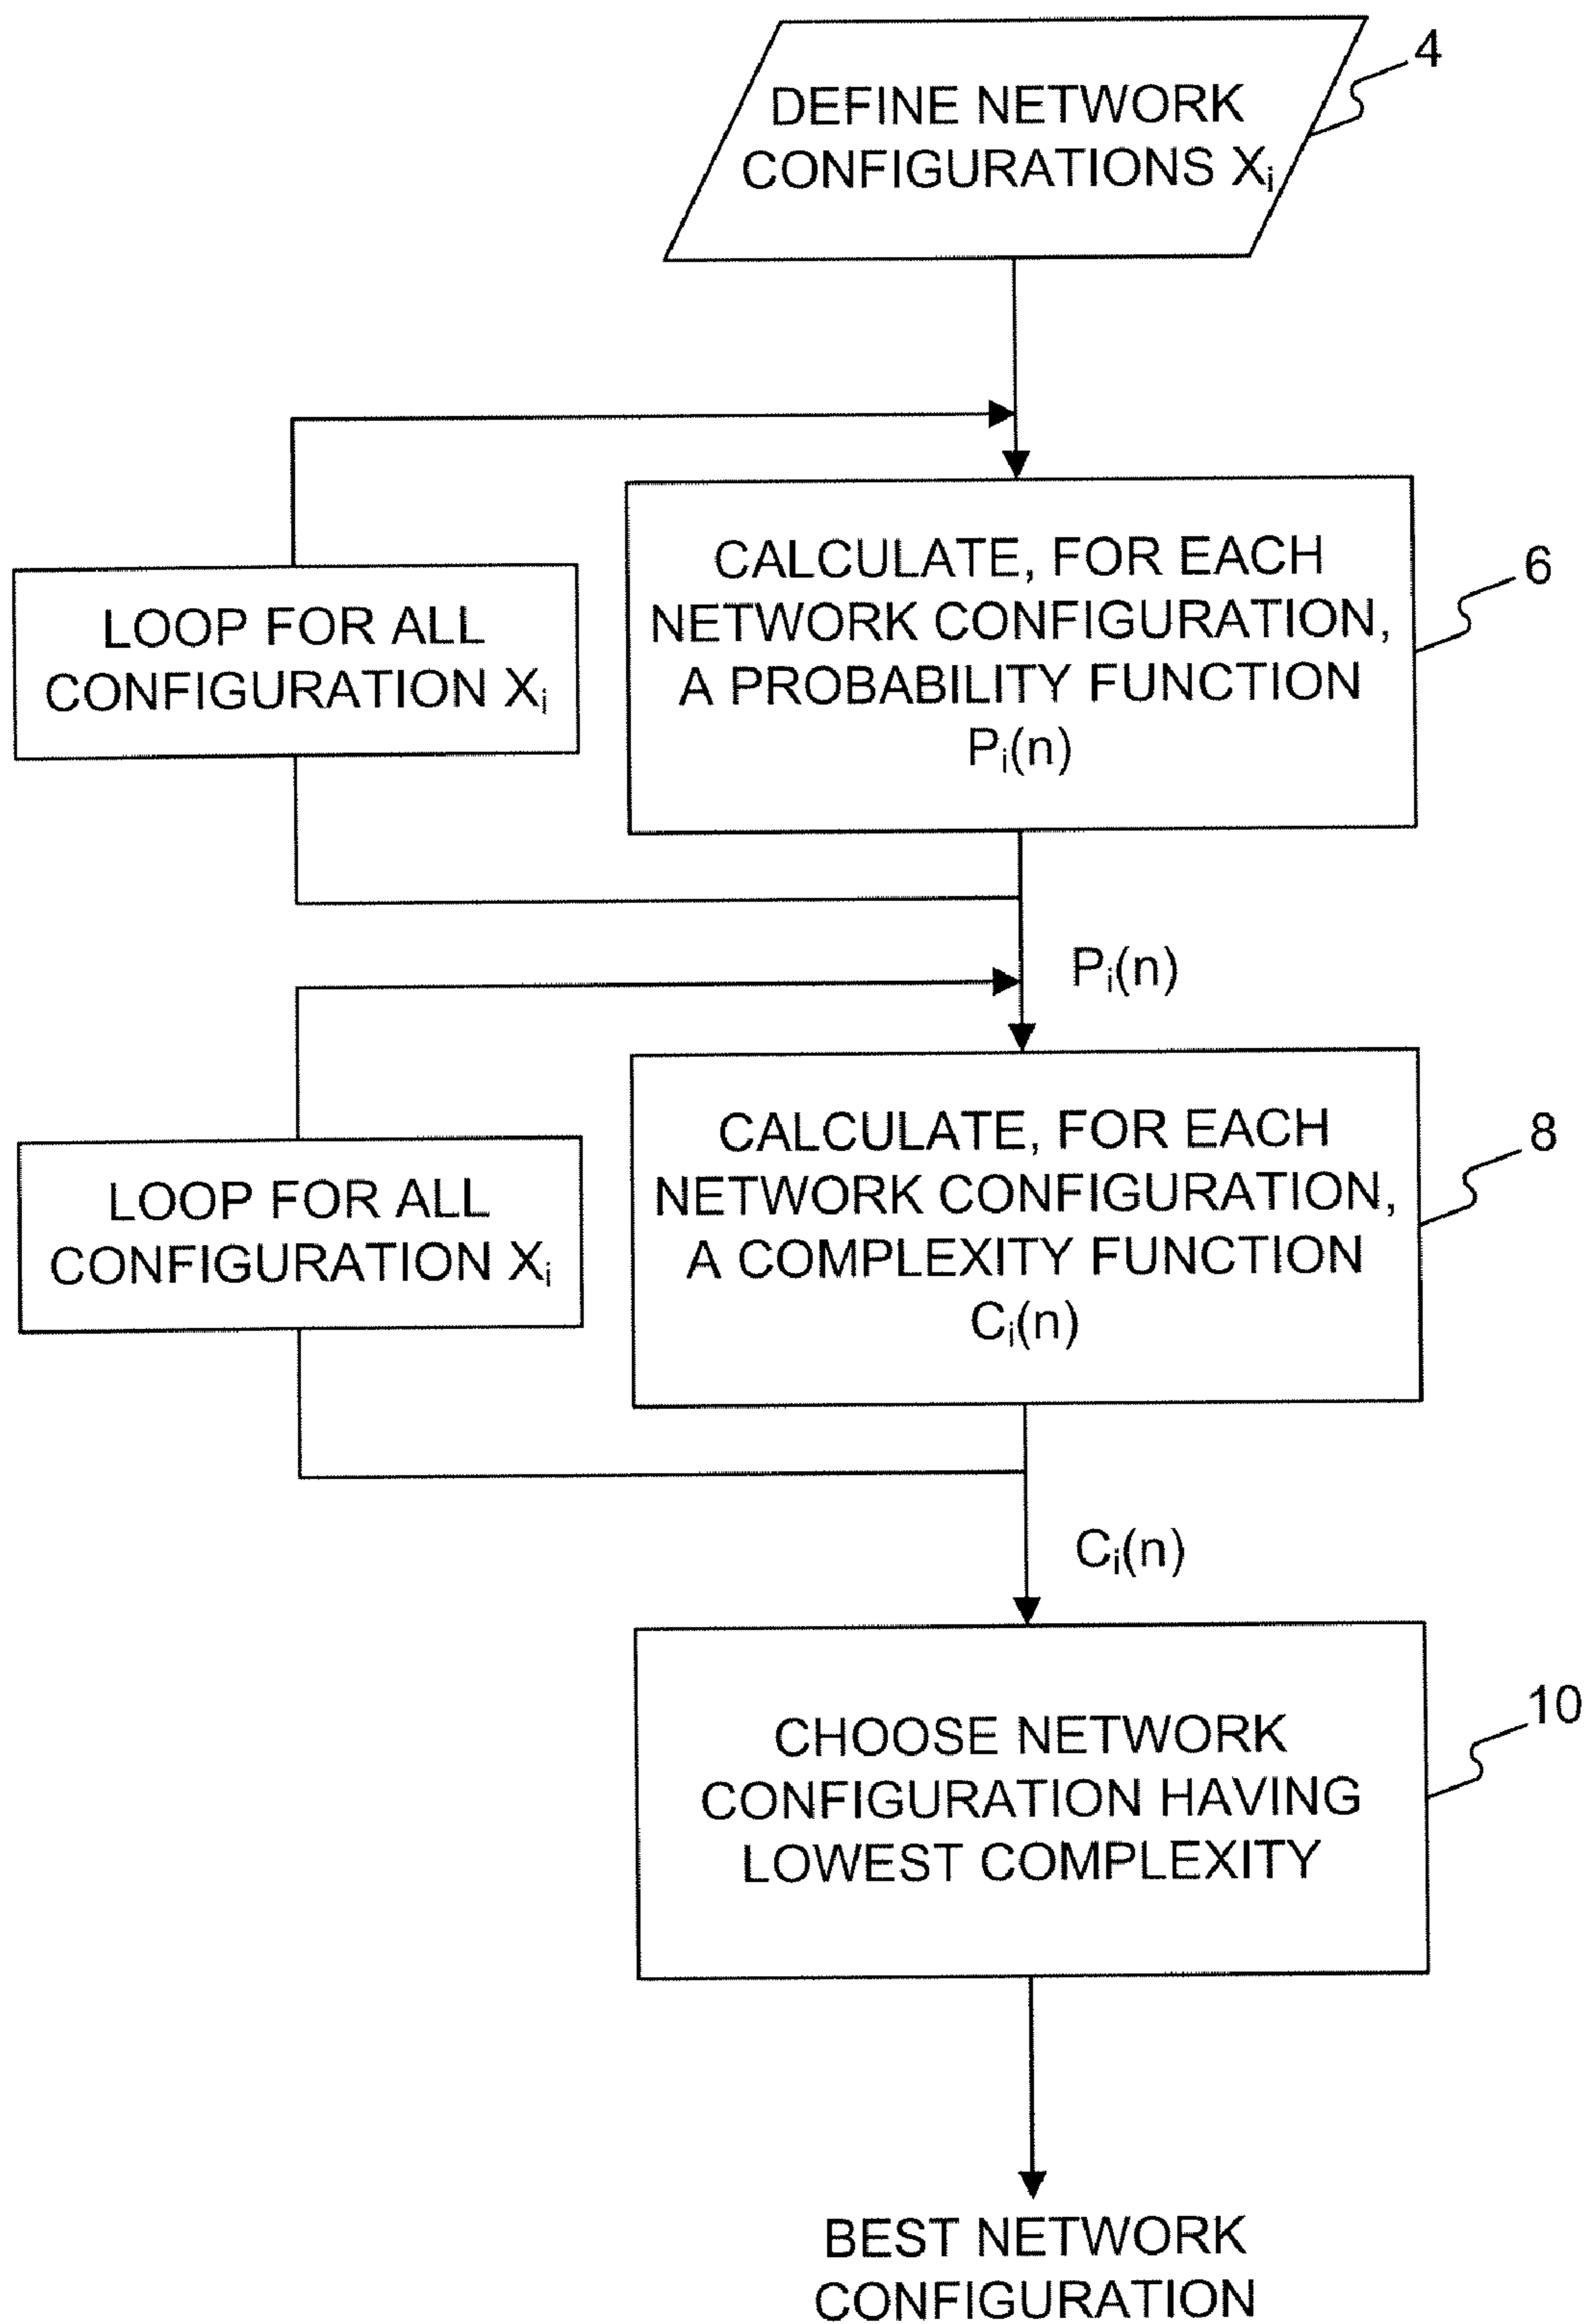 4
DEFINE NETWORK
CONFIGURATIONS Xᵢ
CALCULATE, FOR EACH
NETWORK CONFIGURATION,
A PROBABILITY FUNCTION
Pᵢ(n)
6
LOOP FOR ALL
CONFIGURATION Xᵢ
Pᵢ(n)
CALCULATE, FOR EACH
NETWORK CONFIGURATION,
A COMPLEXITY FUNCTION
Cᵢ(n)
8
LOOP FOR ALL
CONFIGURATION Xᵢ
Cᵢ(n)
CHOOSE NETWORK
CONFIGURATION HAVING
LOWEST COMPLEXITY
10
BEST NETWORK
CONFIGURATION